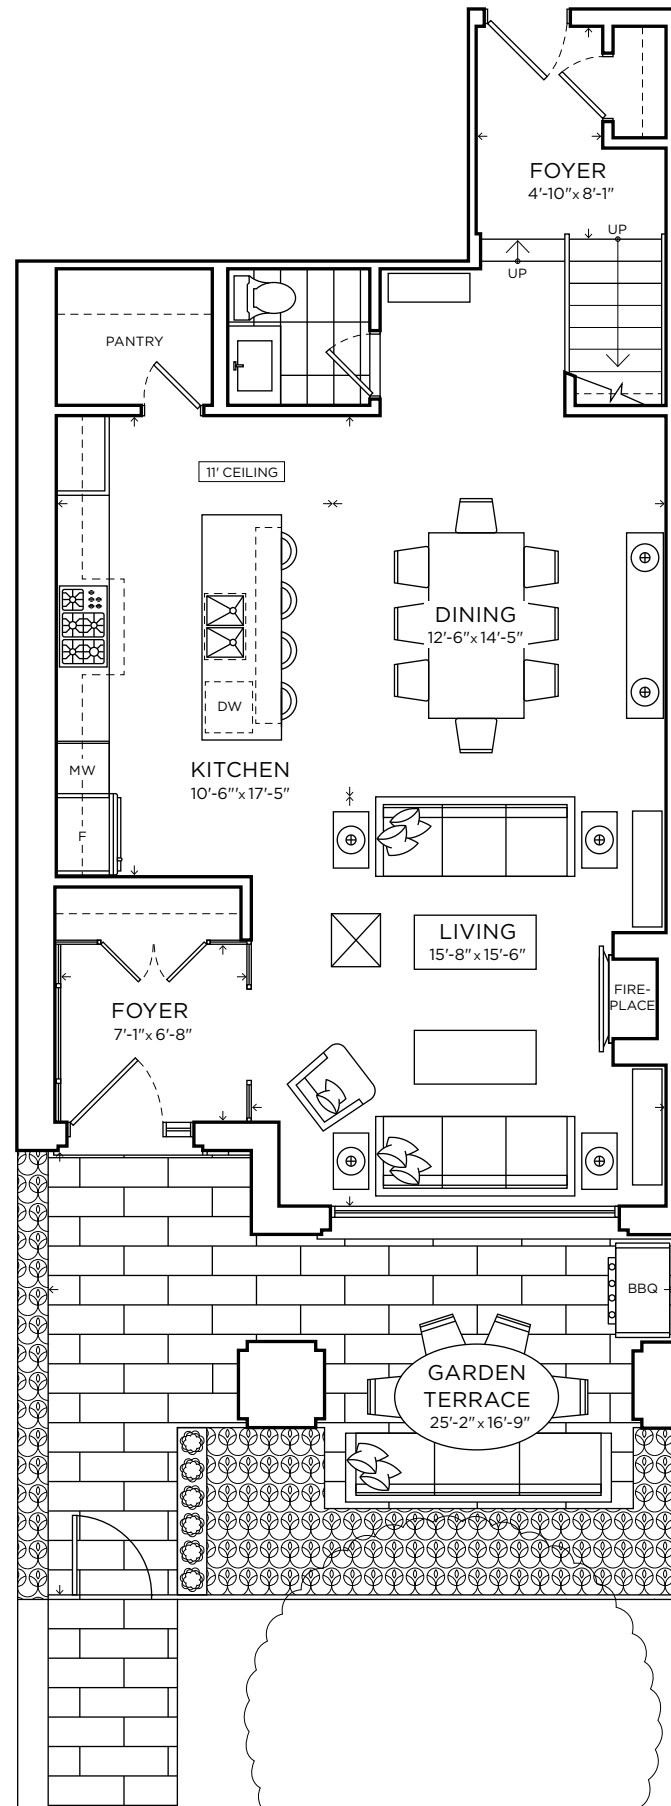 FOYER
4'-10" x 8'-1"
UP
UP
PANTRY
11' CEILING
DINING
12'-6" x 14'-5"
DW
KITCHEN
10'-6"' x 17'-5"
MW
F
LIVING
15'-8" x 15'-6"
FIRE-
PLACE
FOYER
7'-1" x 6'-8"
BBQ
GARDEN
TERRACE
25'-2" x 16'-9"